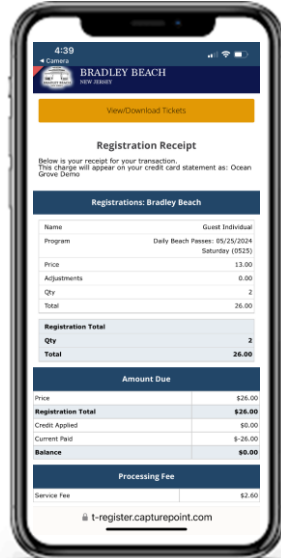 4:39
◄ Camera
BRADLEY BEACH
NEW JERSEY
View/Download Tickets
Registration Receipt
Below is your receipt for your transaction.
This charge will appear on your credit card statement as: Ocean
Grove Demo
Registrations: Bradley Beach
Name Guest Individual
Program Daily Beach Passes: 05/25/2024
Saturday (0525)
Price 13.00
Adjustments 0.00
Qty 2
Total 26.00
Registration Total
Qty 2
Total 26.00
Amount Due
Price $26.00
Registration Total $26.00
Credit Applied $0.00
Current Paid $-26.00
Balance $0.00
Processing Fee
Service Fee $2.60
t-register.capturepoint.com